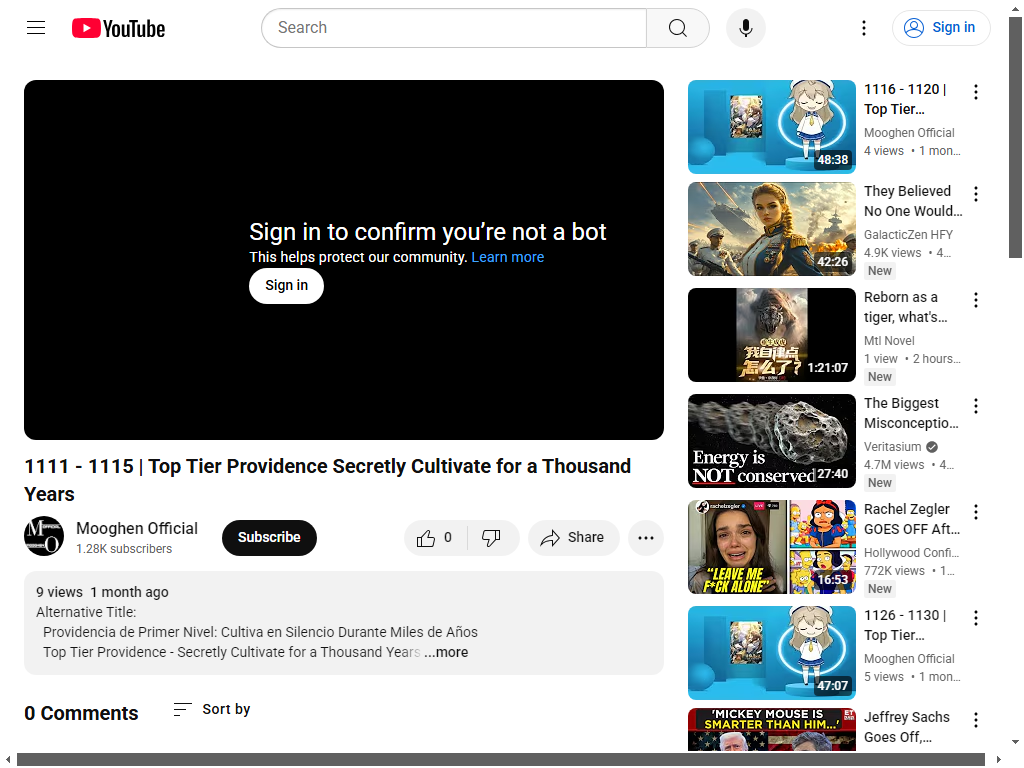 YouTube
Search
Sign in
Sign in to confirm you’re not a bot
This helps protect our community. Learn more
Sign in
1111 - 1115 | Top Tier Providence Secretly Cultivate for a Thousand
Years
Mooghen Official
1.28K subscribers
Subscribe
0
Share
9 views 1 month ago
Alternative Title:
Providencia de Primer Nivel: Cultiva en Silencio Durante Miles de Años
Top Tier Providence - Secretly Cultivate for a Thousand Years ...more
0 Comments
Sort by
48:38
1116 - 1120 |
Top Tier…
Mooghen Official
4 views • 1 mon…
42:26
They Believed
No One Would…
GalacticZen HFY
4.9K views • 4…
New
我自律点
怎么了?
1:21:07
Reborn as a
tiger, what's…
Mtl Novel
1 view • 2 hours…
New
Energy is
NOT conserved
27:40
The Biggest
Misconceptio…
Veritasium
4.7M views • 4…
New
rachelzegler
LIVE
"LEAVE ME
F*CK ALONE"
16:53
Rachel Zegler
GOES OFF Aft…
Hollywood Confi…
772K views • 1…
New
47:07
1126 - 1130 |
Top Tier…
Mooghen Official
5 views • 1 mon…
'MICKEY MOUSE IS
SMARTER THAN HIM...'
ET
Jeffrey Sachs
Goes Off,…